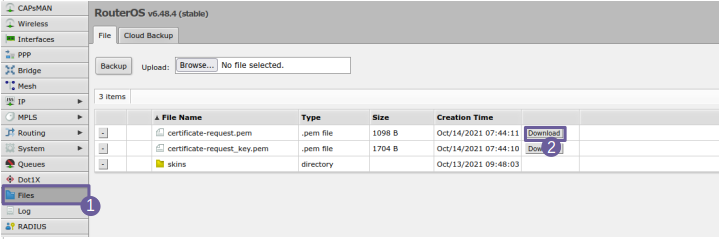 CAPsMAN
Wireless
Interfaces
PPP
Bridge
Mesh
IP
MPLS
Routing
System
Queues
Dot1X
Files
Log
RADIUS
1
RouterOS v6.48.4 (stable)
File Cloud Backup
Backup Upload: Browse... No file selected.
3 items
▲ File Name Type Size Creation Time
- certificate-request.pem .pem file 1098 B Oct/14/2021 07:44:11 Download
- certificate-request_key.pem .pem file 1704 B Oct/14/2021 07:44:10
2
- skins directory Oct/13/2021 09:48:03